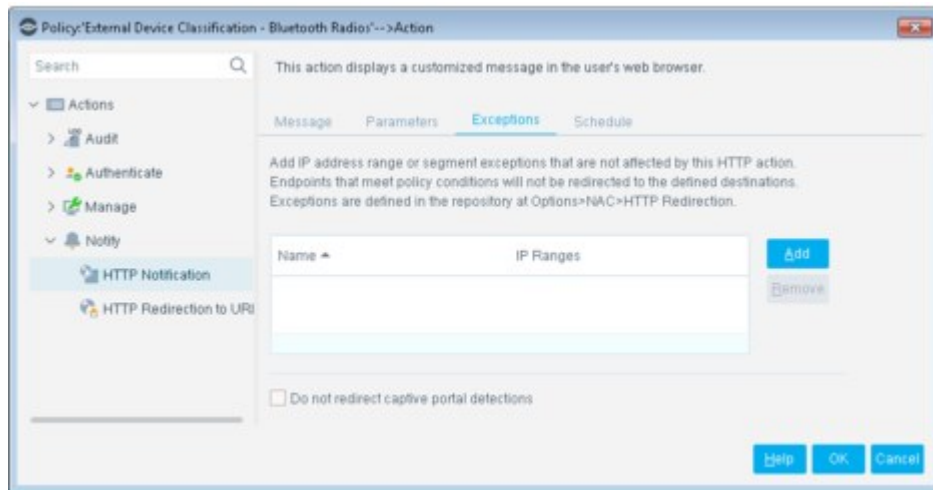 Policy:'External Device Classification - Bluetooth Radios'-->Action
Search
This action displays a customized message in the user's web browser.
Actions
Audit
Authenticate
Manage
Notify
HTTP Notification
HTTP Redirection to URI
Message Parameters Exceptions Schedule
Add IP address range or segment exceptions that are not affected by this HTTP action.
Endpoints that meet policy conditions will not be redirected to the defined destinations.
Exceptions are defined in the repository at Options>NAC>HTTP Redirection.
Name IP Ranges
Add
Remove
Do not redirect captive portal detections
Help OK Cancel